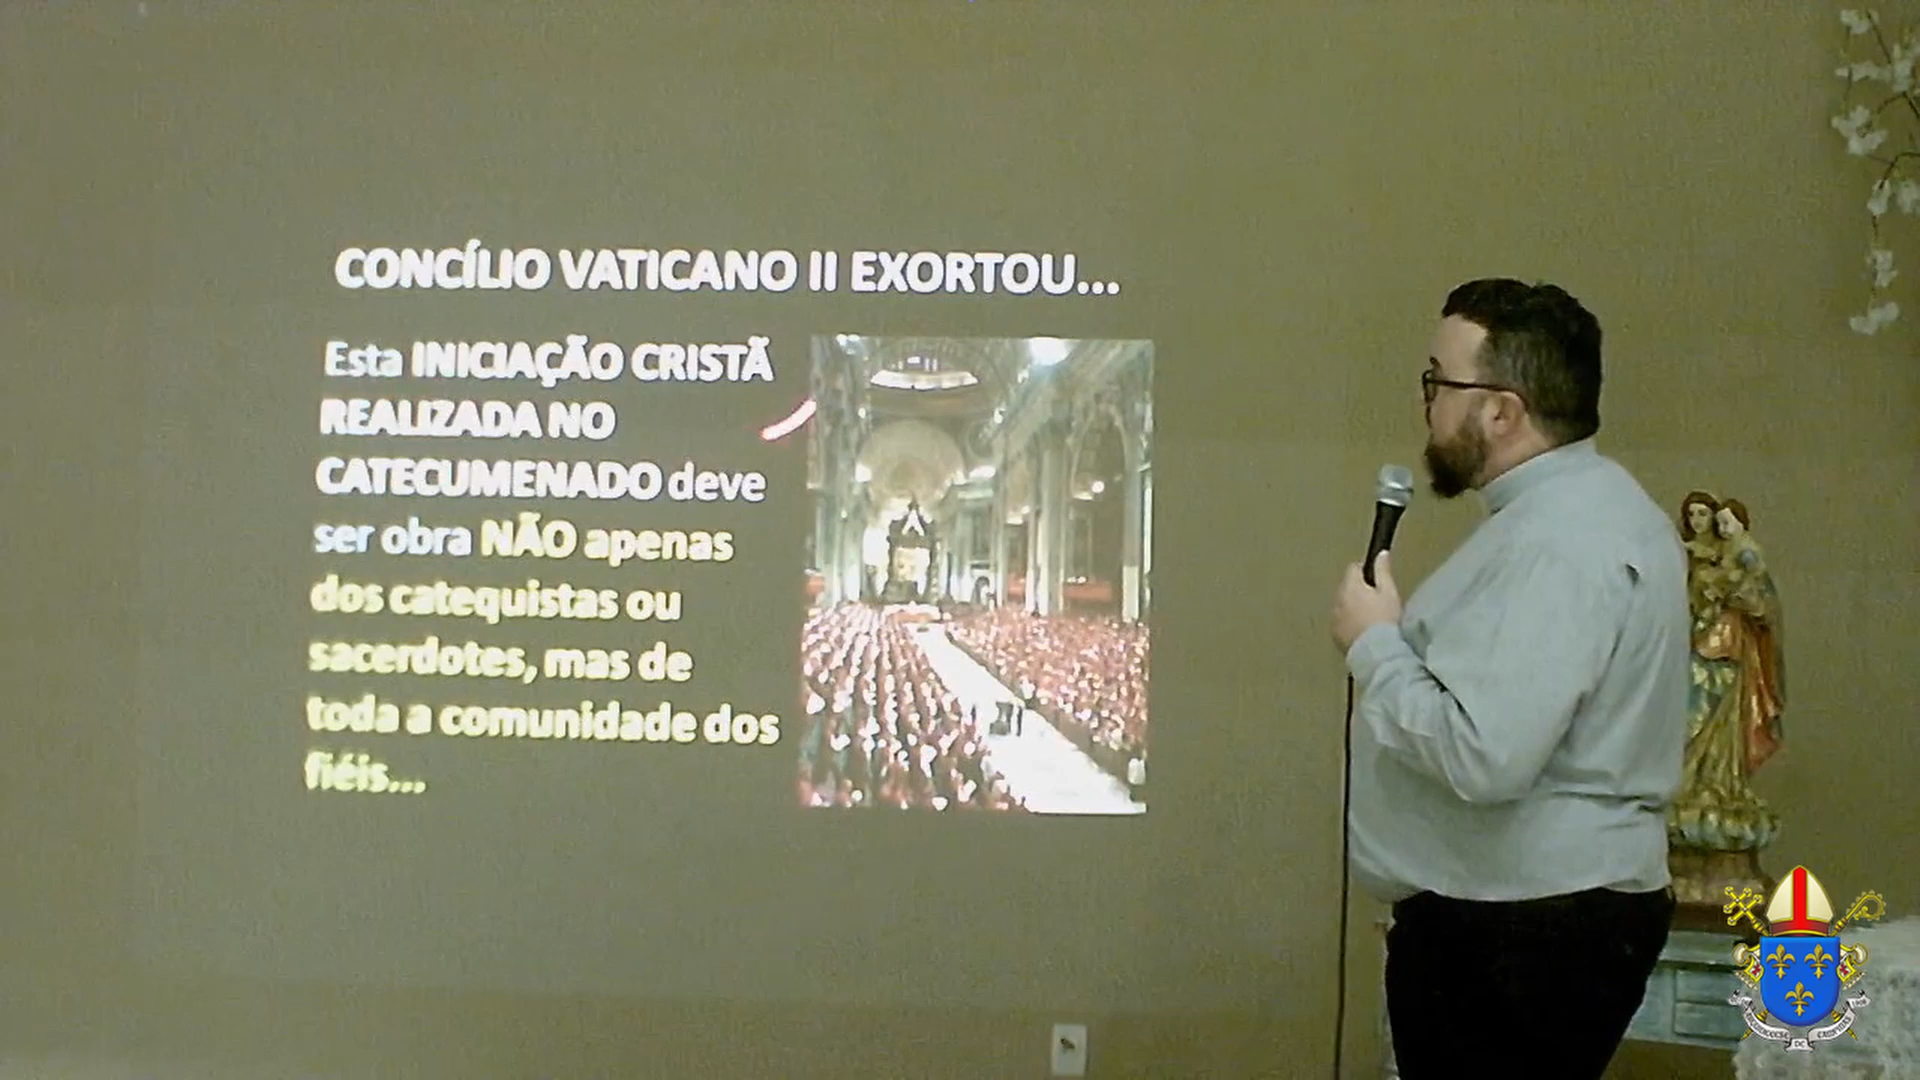 CONCÍLIO VATICANO II EXORTOU...
Esta INICIAÇÃO CRISTÃ
REALIZADA NO
CATECUMENADO deve
ser obra NÃO apenas
dos catequistas ou
sacerdotes, mas de
toda a comunidade dos
fiéis...